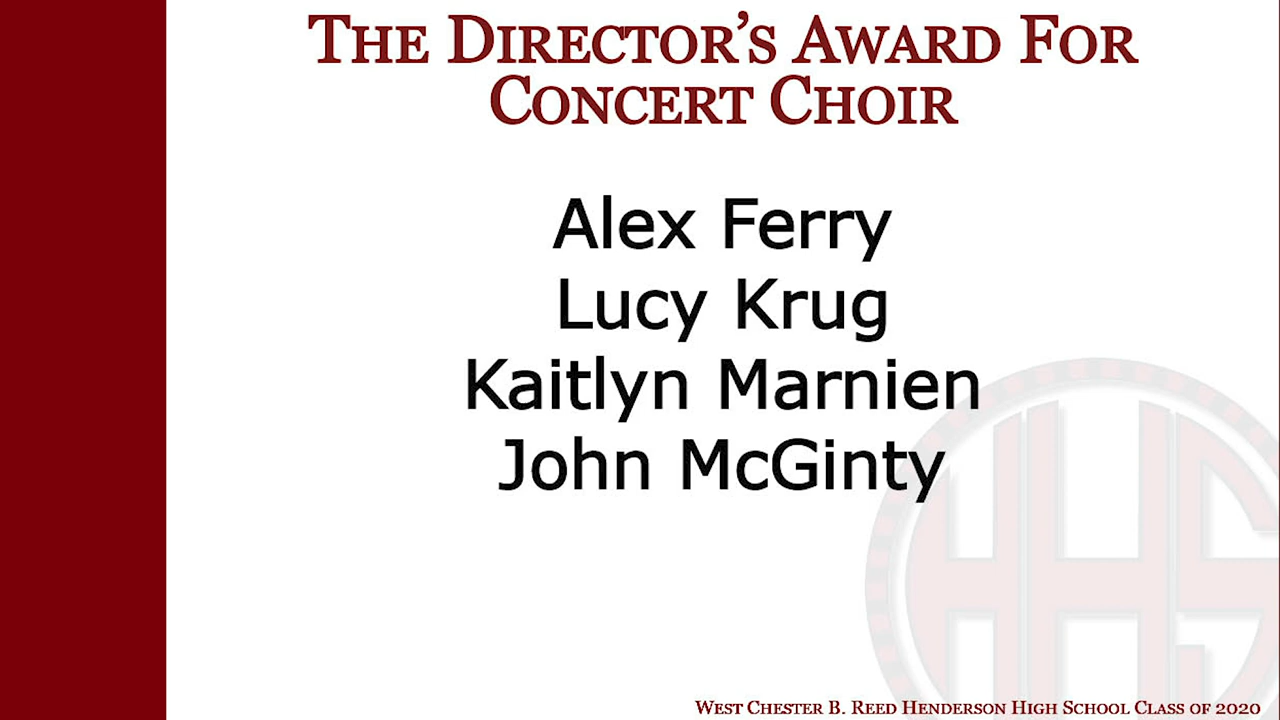 THE DIRECTOR'S AWARD FOR
CONCERT CHOIR
Alex Ferry
Lucy Krug
Kaitlyn Marnien
John McGinty
HHS
WEST CHESTER B. REED HENDERSON HIGH SCHOOL CLASS OF 2020